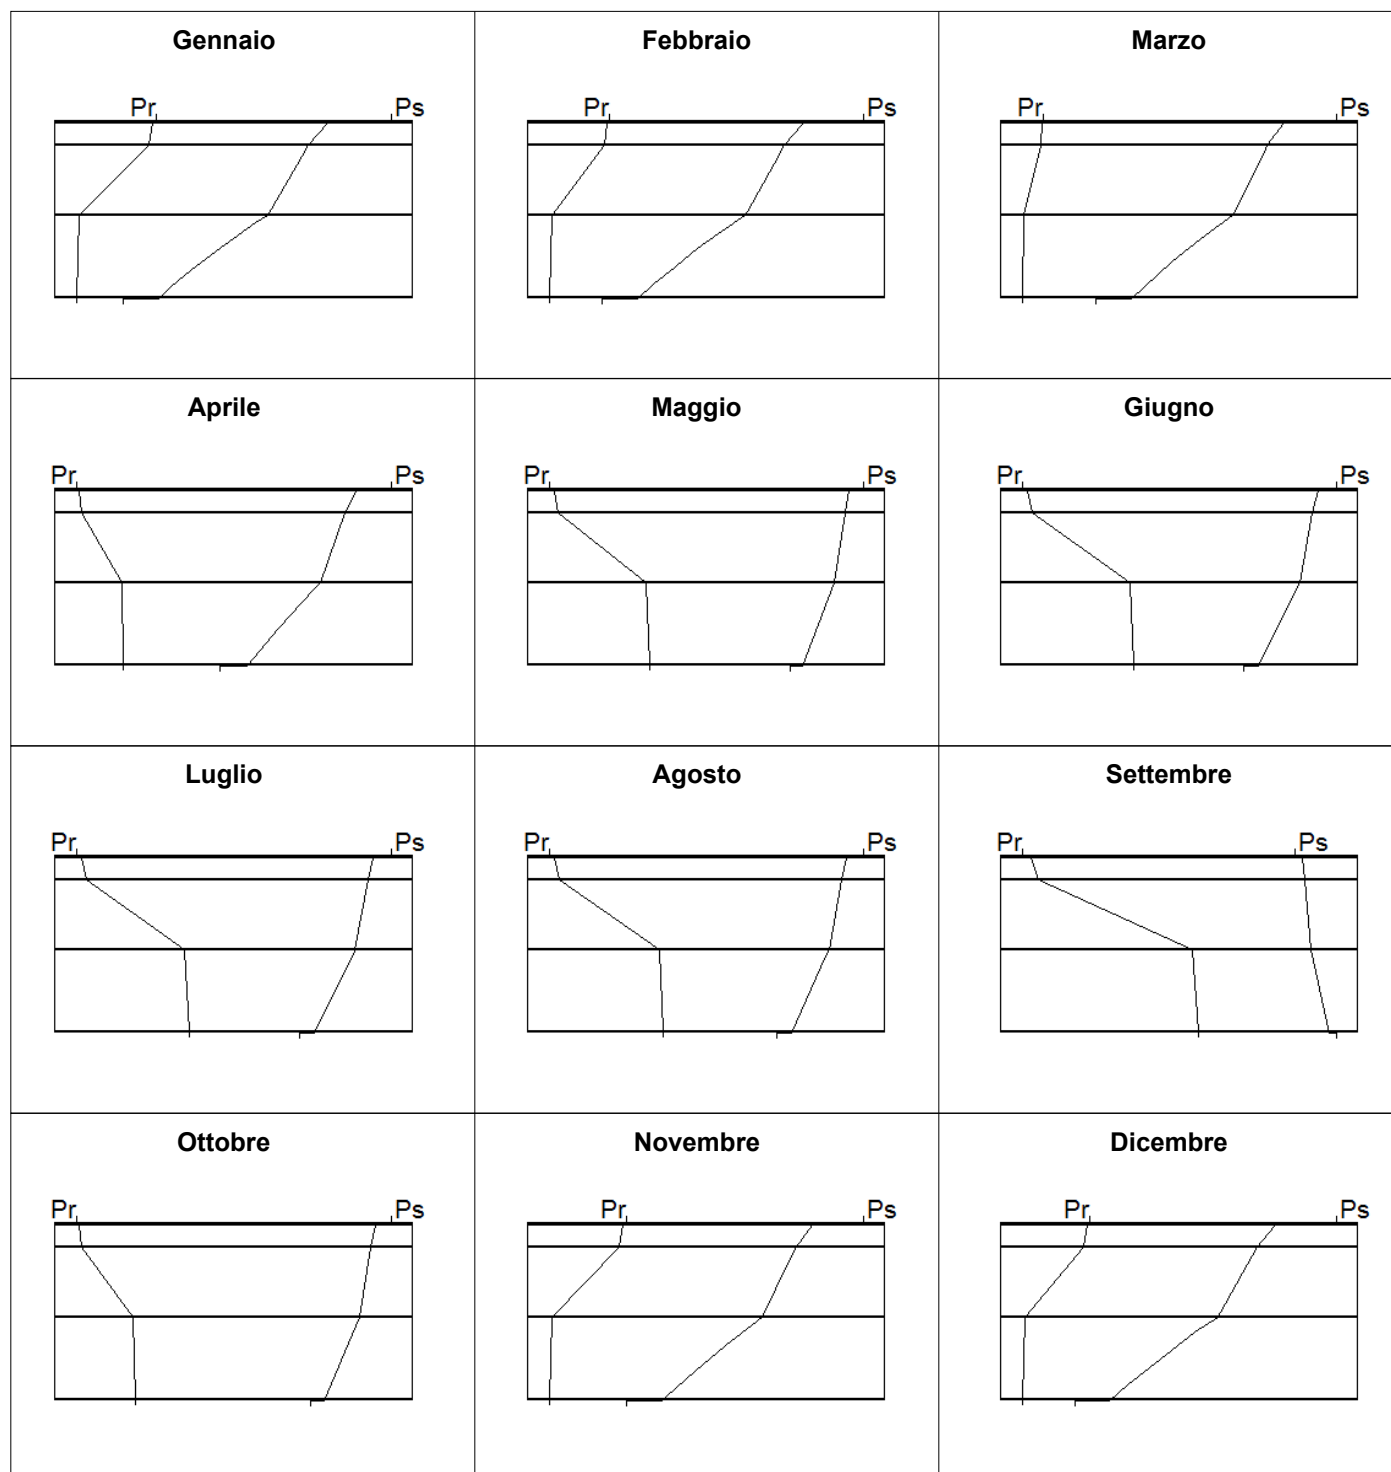 Gennaio
Febbraio
Marzo
Pr Ps
Pr Ps
Pr Ps
Aprile
Maggio
Giugno
Pr Ps
Pr Ps
Pr Ps
Luglio
Agosto
Settembre
Pr Ps
Pr Ps
Pr Ps
Ottobre
Novembre
Dicembre
Pr Ps
Pr Ps
Pr Ps